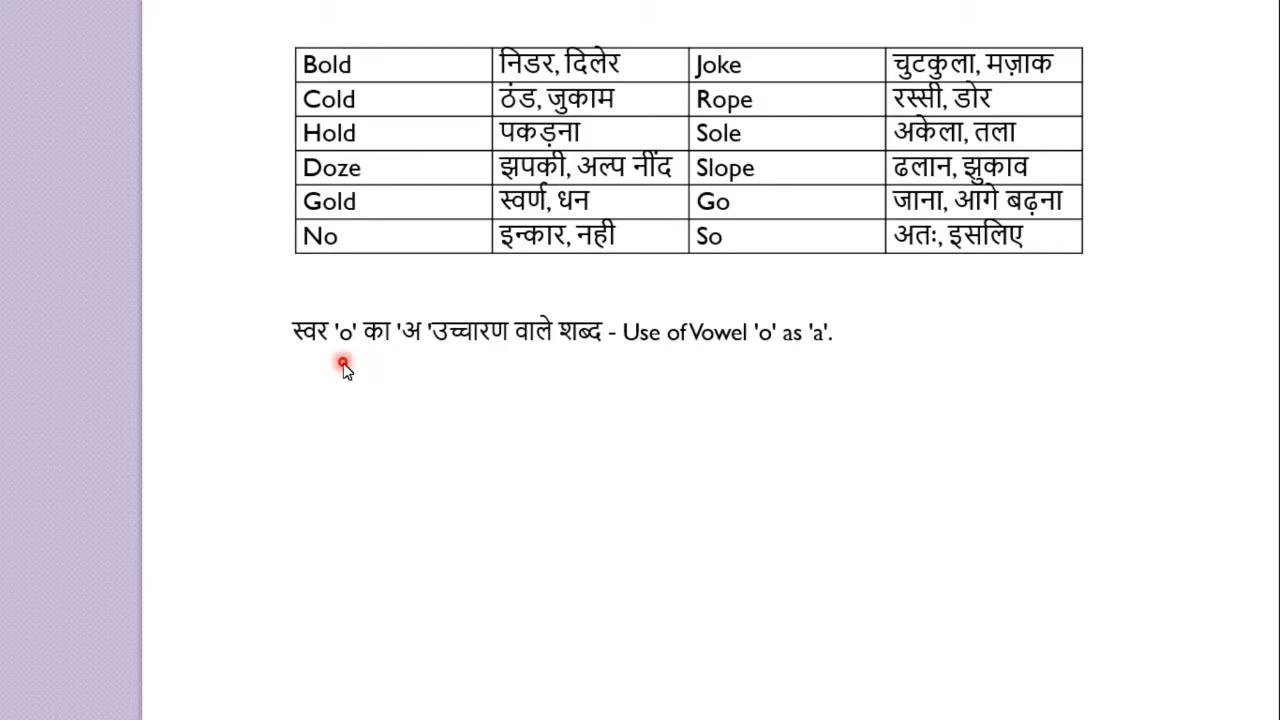 Bold निडर, दिलेर Joke चुटकुला, मज़ाक
Cold ठंड, जुकाम Rope रस्सी, डोर
Hold पकड़ना Sole अकेला, तला
Doze झपकी, अल्प नींद Slope ढलान, झुकाव
Gold स्वर्ण, धन Go जाना, आगे बढ़ना
No इन्कार, नही So अतः, इसलिए
स्वर 'o' का 'अ 'उच्चारण वाले शब्द - Use of Vowel 'o' as 'a'.